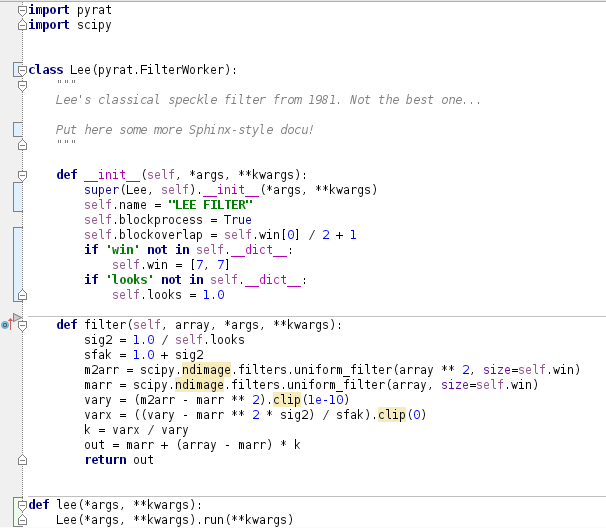 import pyrat
import scipy
class Lee(pyrat.FilterWorker):
    """
    Lee's classical speckle filter from 1981. Not the best one...
    Put here some more Sphinx-style docu!
    """
    def __init__(self, *args, **kwargs):
        super(Lee, self).__init__(*args, **kwargs)
        self.name = "LEE FILTER"
        self.blockprocess = True
        self.blockoverlap = self.win[0] / 2 + 1
        if 'win' not in self.__dict__:
            self.win = [7, 7]
        if 'looks' not in self.__dict__:
            self.looks = 1.0
    def filter(self, array, *args, **kwargs):
        sig2 = 1.0 / self.looks
        sfak = 1.0 + sig2
        m2arr = scipy.ndimage.filters.uniform_filter(array ** 2, size=self.win)
        marr = scipy.ndimage.filters.uniform_filter(array, size=self.win)
        vary = (m2arr - marr ** 2).clip(1e-10)
        varx = ((vary - marr ** 2 * sig2) / sfak).clip(0)
        k = varx / vary
        out = marr + (array - marr) * k
        return out
def lee(*args, **kwargs):
    Lee(*args, **kwargs).run(**kwargs)